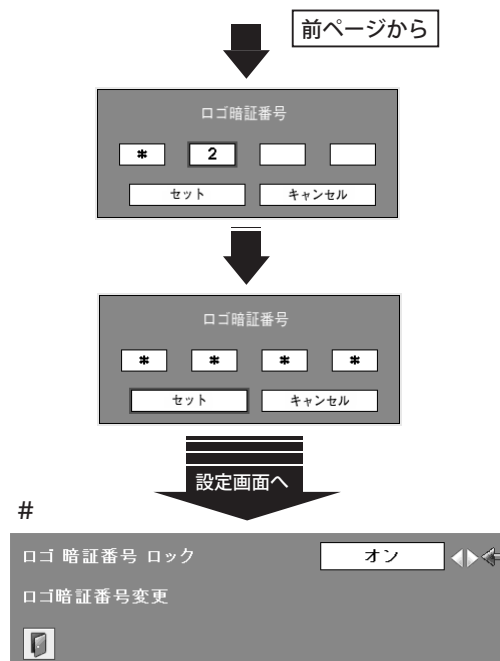 前ページから
ロゴ暗証番号
* 2
セット キャンセル
ロゴ暗証番号
* * * *
セット キャンセル
設定画面へ
#
ロゴ 暗証番号 ロック オン
ロゴ暗証番号変更